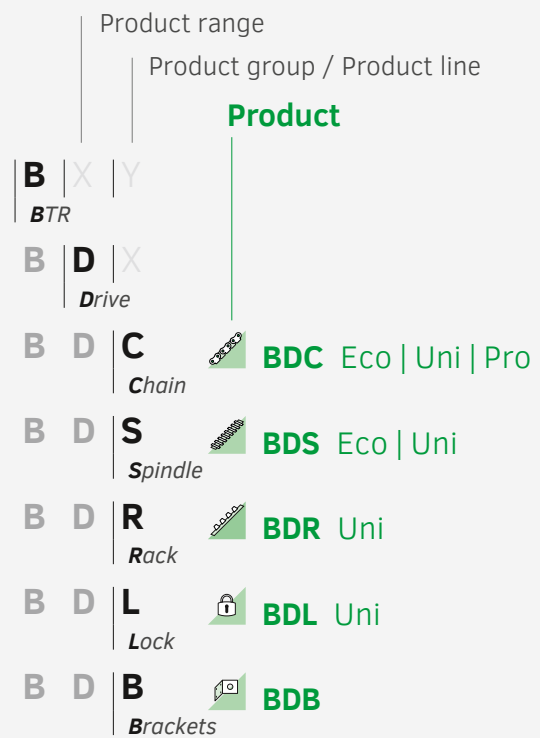 Product range
Product group / Product line
Product
B X Y
BTR
B D X
Drive
B D C BDC Eco | Uni | Pro
Chain
B D S BDS Eco | Uni
Spindle
B D R BDR Uni
Rack
B D L BDL Uni
Lock
B D B BDB
Brackets